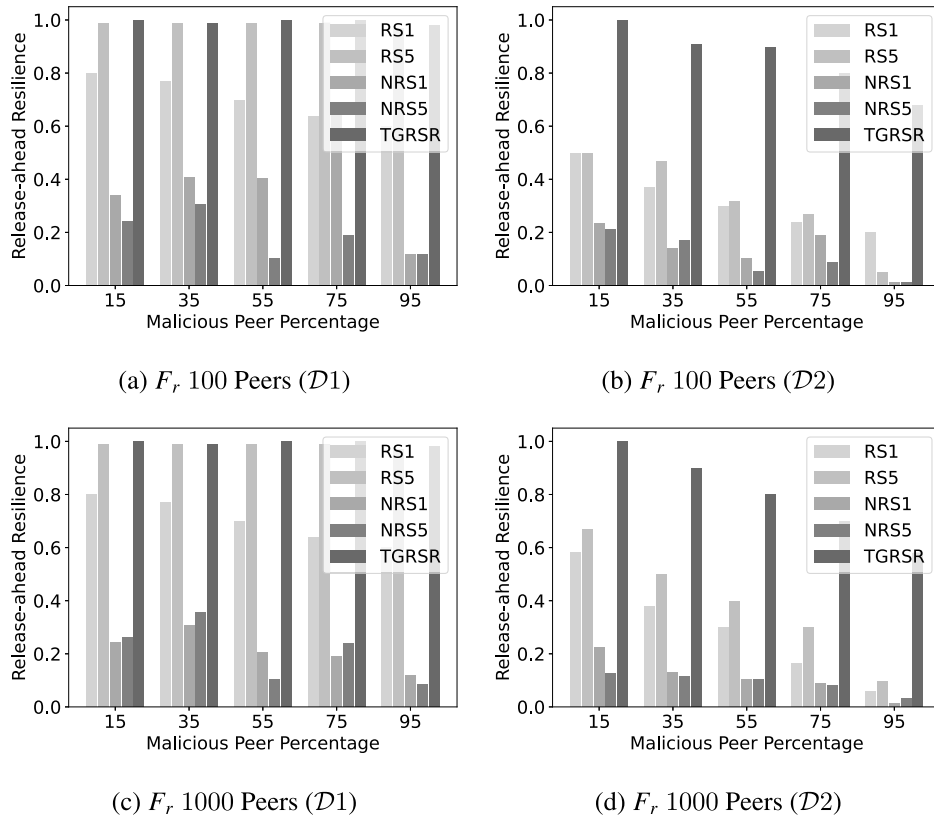 1.0
0.8
0.6
0.4
0.2
0.0
Release-ahead Resilience
RS1
RS5
NRS1
NRS5
TGRSR
15 35 55 75 95
Malicious Peer Percentage
(a) F_r 100 Peers (𝒟1)
1.0
0.8
0.6
0.4
0.2
0.0
Release-ahead Resilience
RS1
RS5
NRS1
NRS5
TGRSR
15 35 55 75 95
Malicious Peer Percentage
(b) F_r 100 Peers (𝒟2)
1.0
0.8
0.6
0.4
0.2
0.0
Release-ahead Resilience
RS1
RS5
NRS1
NRS5
TGRSR
15 35 55 75 95
Malicious Peer Percentage
(c) F_r 1000 Peers (𝒟1)
1.0
0.8
0.6
0.4
0.2
0.0
Release-ahead Resilience
RS1
RS5
NRS1
NRS5
TGRSR
15 35 55 75 95
Malicious Peer Percentage
(d) F_r 1000 Peers (𝒟2)